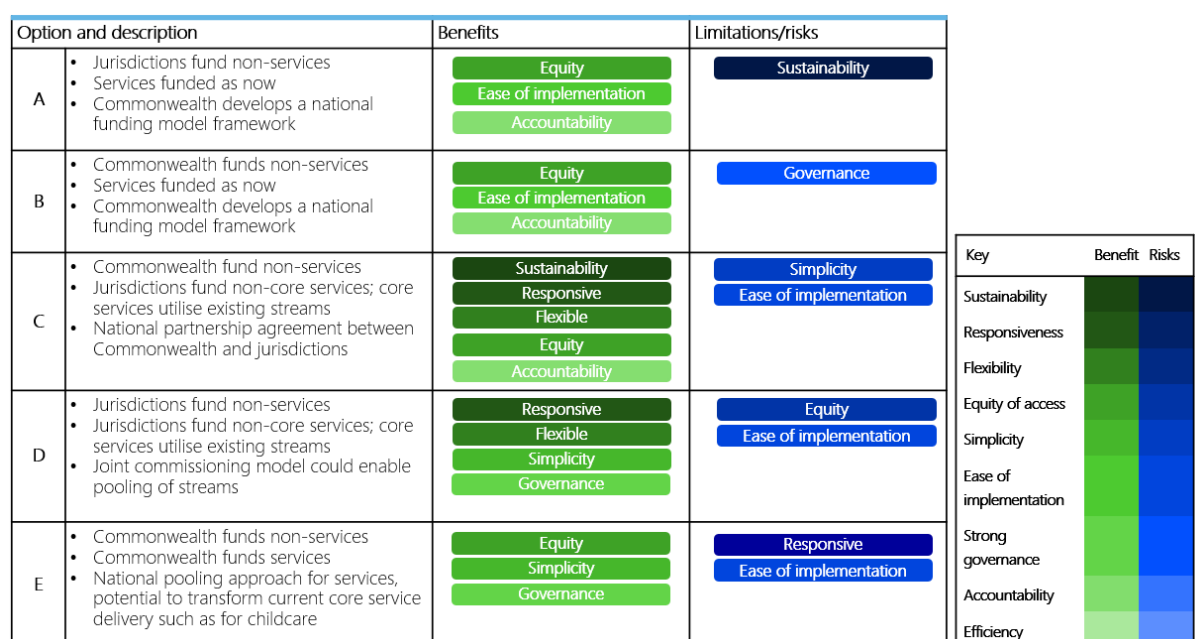 Option and description
Benefits
Limitations/risks
A
• Jurisdictions fund non-services
• Services funded as now
• Commonwealth develops a national
funding model framework
Equity
Ease of implementation
Accountability
Sustainability
B
• Commonwealth funds non-services
• Services funded as now
• Commonwealth develops a national
funding model framework
Equity
Ease of implementation
Accountability
Governance
C
• Commonwealth fund non-services
• Jurisdictions fund non-core services; core
services utilise existing streams
• National partnership agreement between
Commonwealth and jurisdictions
Sustainability
Responsive
Flexible
Equity
Accountability
Simplicity
Ease of implementation
D
• Jurisdictions fund non-services
• Jurisdictions fund non-core services; core
services utilise existing streams
• Joint commissioning model could enable
pooling of streams
Responsive
Flexible
Simplicity
Governance
Equity
Ease of implementation
E
• Commonwealth funds non-services
• Commonwealth funds services
• National pooling approach for services,
potential to transform current core service
delivery such as for childcare
Equity
Simplicity
Governance
Responsive
Ease of implementation
Key
Benefit Risks
Sustainability
Responsiveness
Flexibility
Equity of access
Simplicity
Ease of
implementation
Strong
governance
Accountability
Efficiency